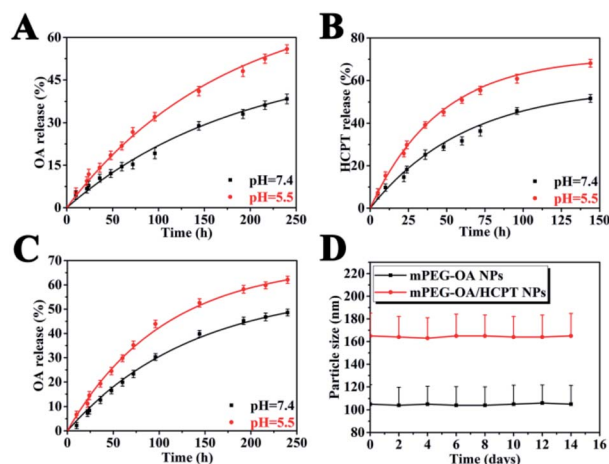 A
OA release (%)
60
45
30
15
0
pH=7.4
pH=5.5
0 50 100 150 200 250
Time (h)
B
HCPT release (%)
80
60
40
20
0
pH=7.4
pH=5.5
0 25 50 75 100 125 150
Time (h)
C
OA release (%)
70
60
50
40
30
20
10
0
pH=7.4
pH=5.5
0 50 100 150 200 250
Time (h)
D
Particle size (nm)
220
200
180
160
140
120
100
80
mPEG-OA NPs
mPEG-OA/HCPT NPs
0 2 4 6 8 10 12 14 16
Time (days)